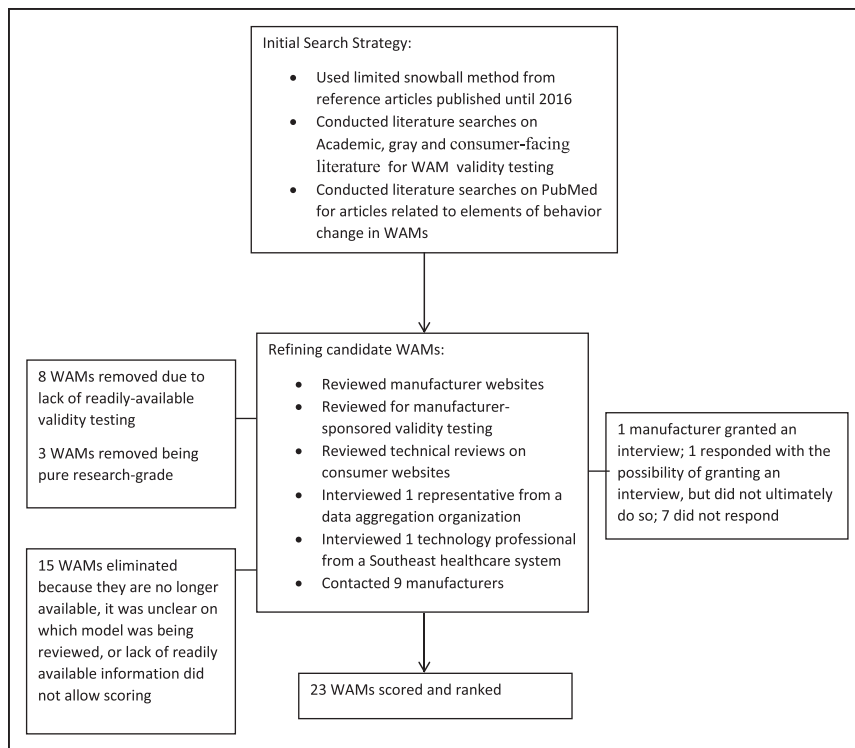 Initial Search Strategy:
• Used limited snowball method from
reference articles published until 2016
• Conducted literature searches on
Academic, gray and consumer-facing
literature for WAM validity testing
• Conducted literature searches on PubMed
for articles related to elements of behavior
change in WAMs
8 WAMs removed due to
lack of readily-available
validity testing
3 WAMs removed being
pure research-grade
Refining candidate WAMs:
• Reviewed manufacturer websites
• Reviewed for manufacturer-
sponsored validity testing
• Reviewed technical reviews on
consumer websites
• Interviewed 1 representative from a
data aggregation organization
• Interviewed 1 technology professional
from a Southeast healthcare system
• Contacted 9 manufacturers
1 manufacturer granted an
interview; 1 responded with the
possibility of granting an
interview, but did not ultimately
do so; 7 did not respond
15 WAMs eliminated
because they are no longer
available, it was unclear on
which model was being
reviewed, or lack of readily
available information did
not allow scoring
23 WAMs scored and ranked